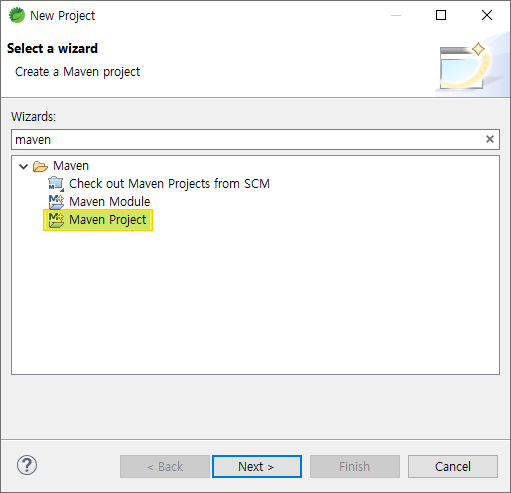 New Project
Select a wizard
Create a Maven project
Wizards:
maven
Maven
Check out Maven Projects from SCM
Maven Module
Maven Project
< Back
Next >
Finish
Cancel